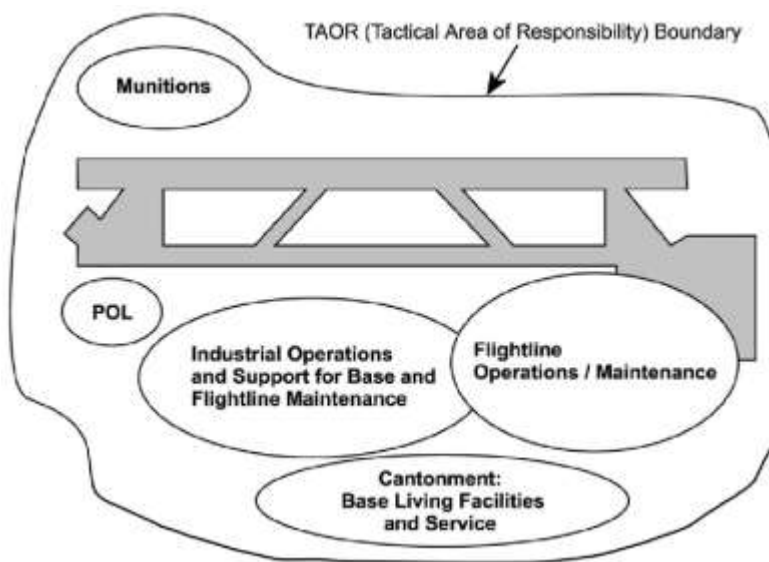 TAOR (Tactical Area of Responsibility) Boundary
Munitions
POL
Industrial Operations
and Support for Base and
Flightline Maintenance
Flightline
Operations / Maintenance
Cantonment:
Base Living Facilities
and Service